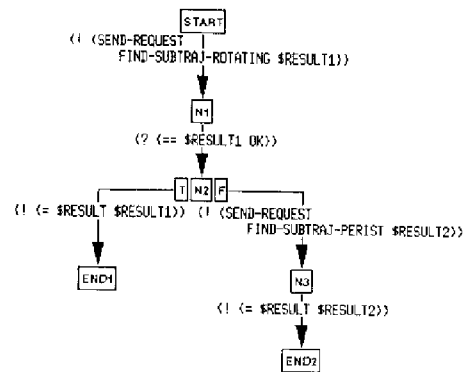 START
(! (SEND-REQUEST
FIND-SUBTRAJ-ROTATING $RESULT1))
N1
(? (== $RESULT1 OK))
T N2 F
(! (= $RESULT $RESULT1)) (! (SEND-REQUEST
FIND-SUBTRAJ-PERIST $RESULT2))
END1
N3
(! (= $RESULT $RESULT2))
END2